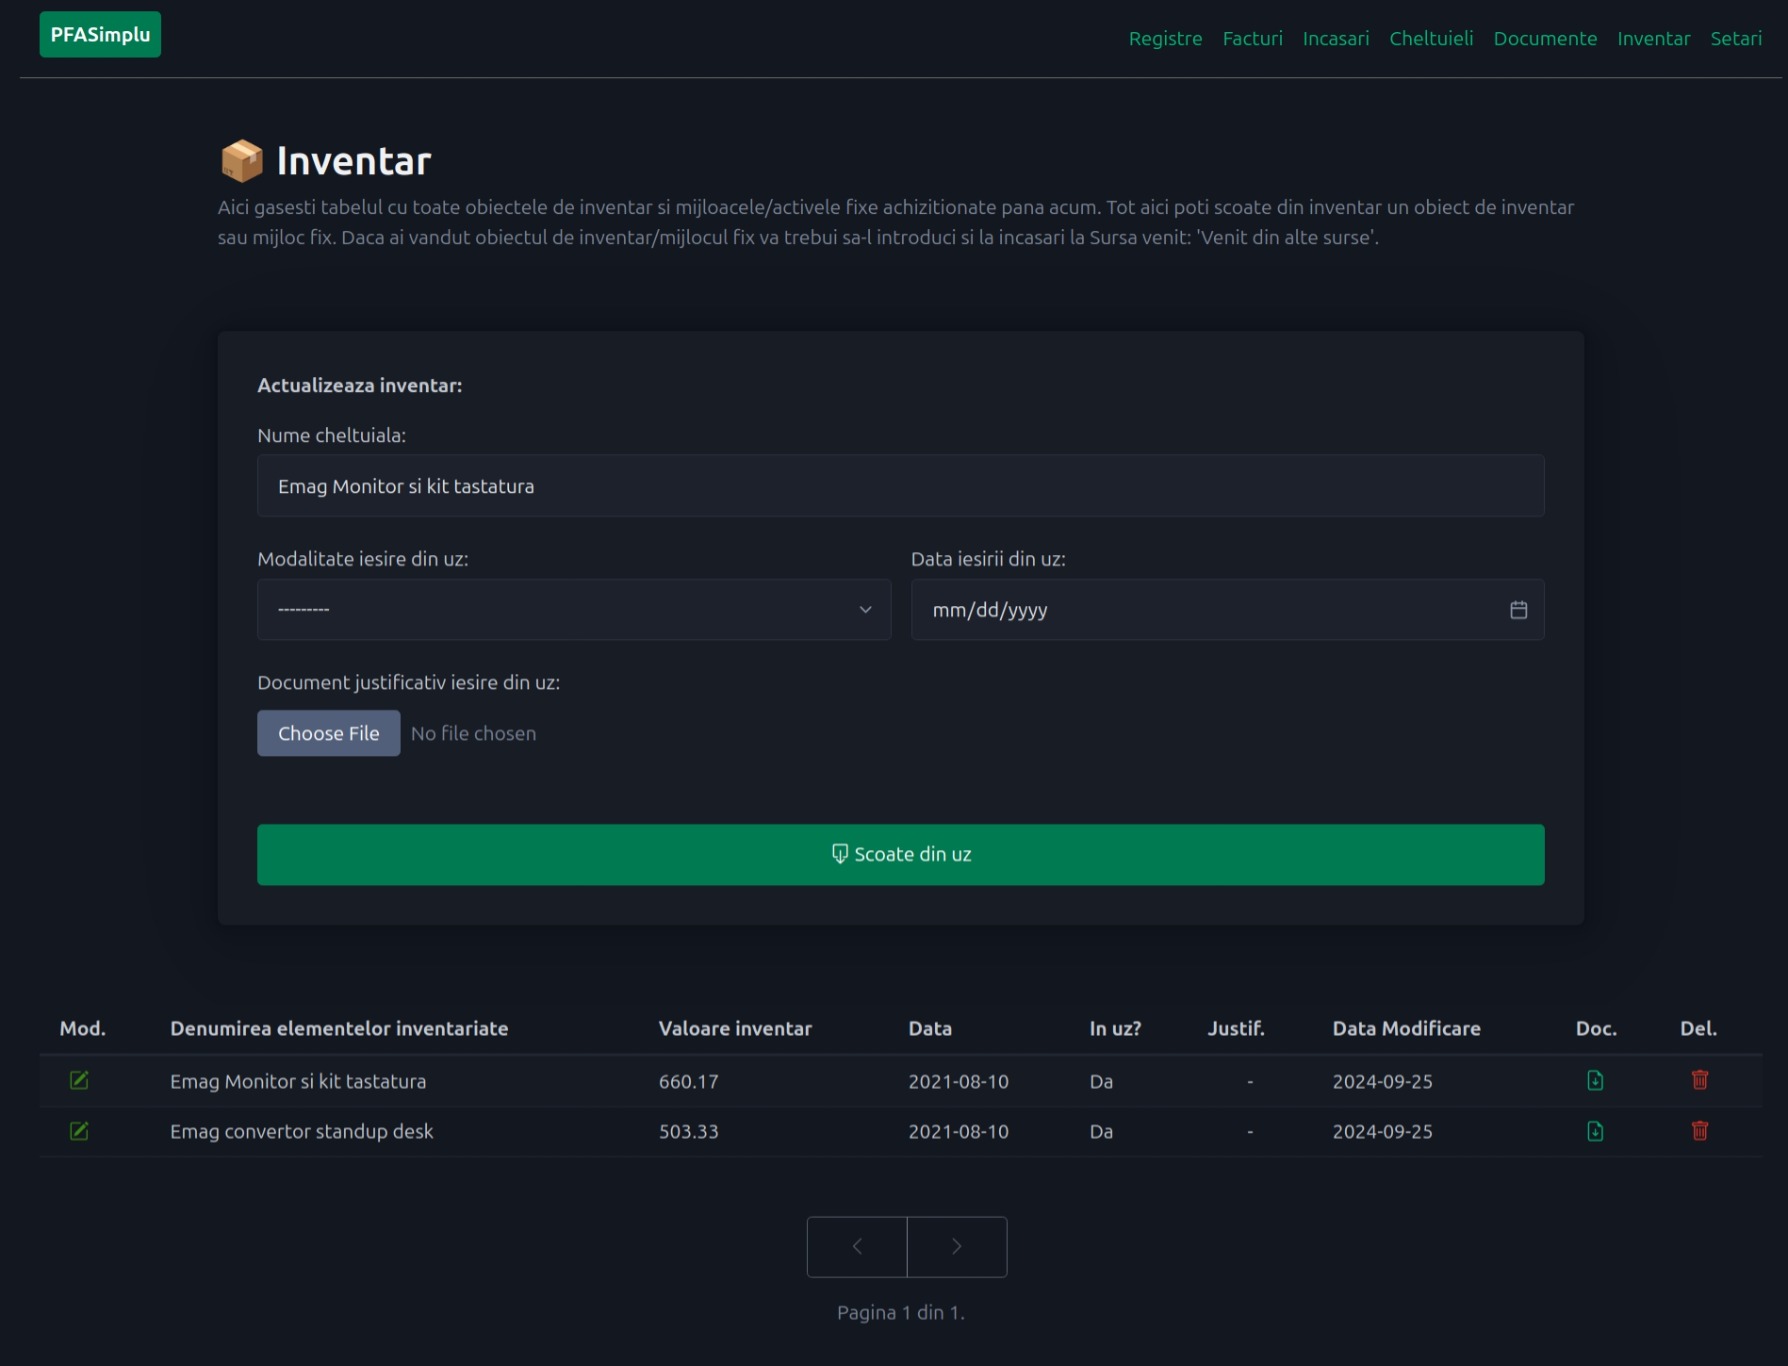 PFASimplu
Registre Facturi Incasari Cheltuieli Documente Inventar Setari
Inventar
Aici gasesti tabelul cu toate obiectele de inventar si mijloacele/activele fixe achizitionate pana acum. Tot aici poti scoate din inventar un obiect de inventar
sau mijloc fix. Daca ai vandut obiectul de inventar/mijlocul fix va trebui sa-l introduci si la incasari la Sursa venit: 'Venit din alte surse'.
Actualizeaza inventar:
Nume cheltuiala:
Emag Monitor si kit tastatura
Modalitate iesire din uz: Data iesirii din uz:
--------- mm/dd/yyyy
Document justificativ iesire din uz:
Choose File No file chosen
Scoate din uz
Mod. Denumirea elementelor inventariate Valoare inventar Data In uz? Justif. Data Modificare Doc. Del.
Emag Monitor si kit tastatura 660.17 2021-08-10 Da - 2024-09-25
Emag convertor standup desk 503.33 2021-08-10 Da - 2024-09-25
Pagina 1 din 1.